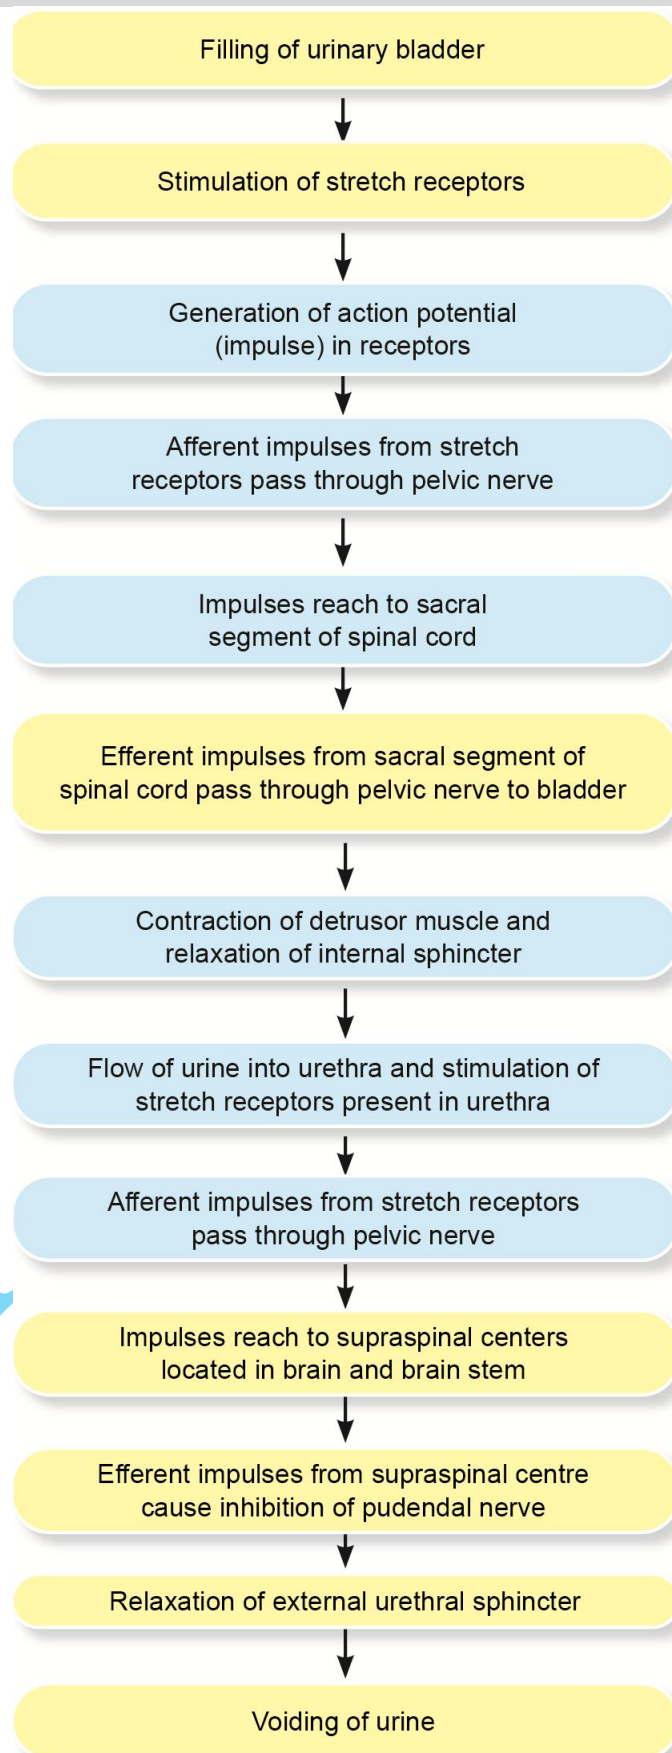 Filling of urinary bladder
Stimulation of stretch receptors
Generation of action potential
(impulse) in receptors
Afferent impulses from stretch
receptors pass through pelvic nerve
Impulses reach to sacral
segment of spinal cord
Efferent impulses from sacral segment of
spinal cord pass through pelvic nerve to bladder
Contraction of detrusor muscle and
relaxation of internal sphincter
Flow of urine into urethra and stimulation of
stretch receptors present in urethra
Afferent impulses from stretch receptors
pass through pelvic nerve
Impulses reach to supraspinal centers
located in brain and brain stem
Efferent impulses from supraspinal centre
cause inhibition of pudendal nerve
Relaxation of external urethral sphincter
Voiding of urine